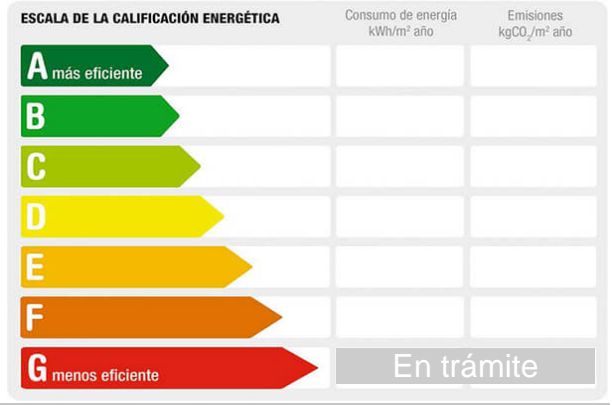 ESCALA DE LA CALIFICACIÓN ENERGÉTICA
Consumo de energía
kWh/m² año
Emisiones
kgCO₂/m² año
A más eficiente
B
C
D
E
F
G menos eficiente
En trámite